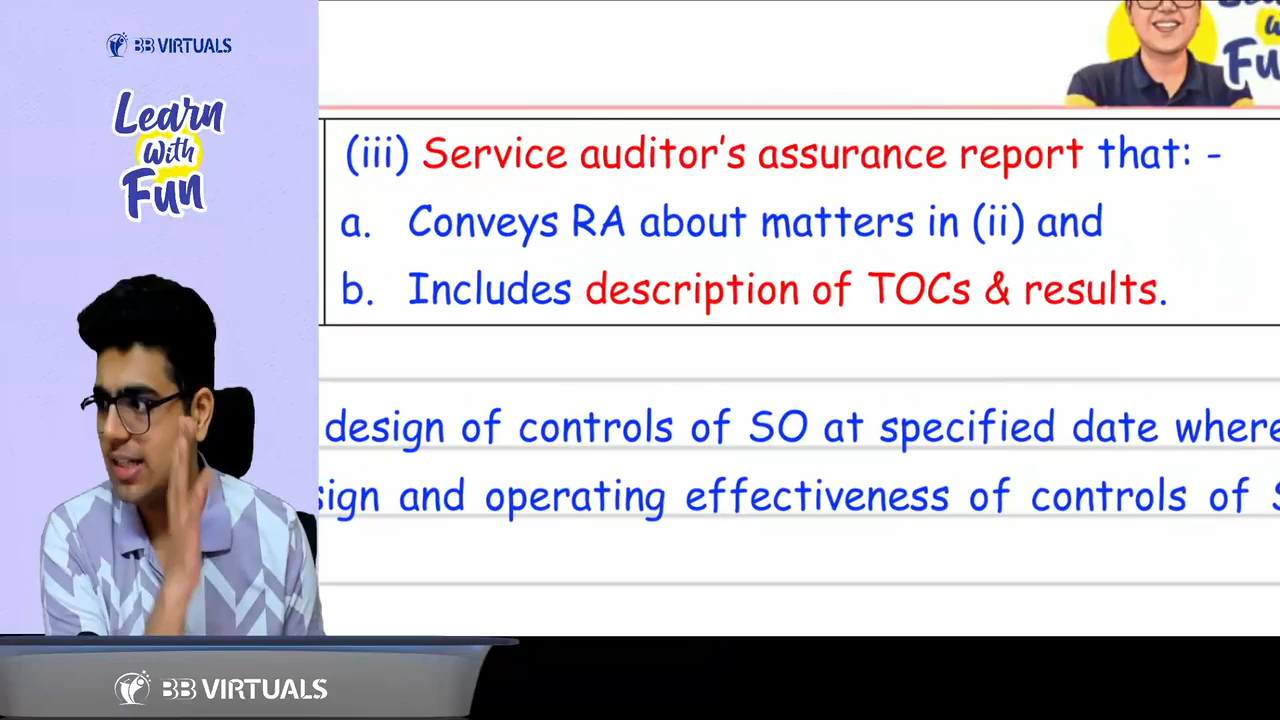 BB VIRTUALS
Learn
with
Fun
(iii) Service auditor's assurance report that: -
a. Conveys RA about matters in (ii) and
b. Includes description of TOCs & results.
design of controls of SO at specified date where
and operating effectiveness of controls of
BB VIRTUALS